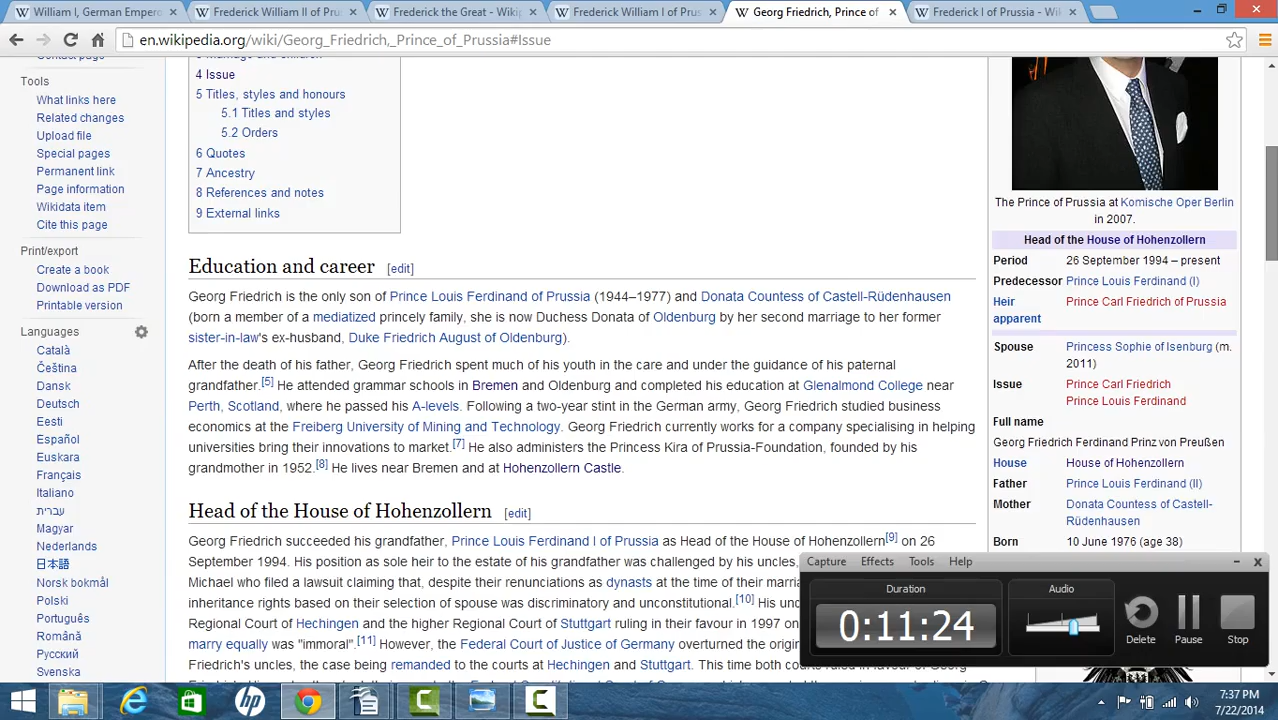 William I, German Empero
Frederick William II of Prus
Frederick the Great - Wikip
Frederick William I of Prus
Georg Friedrich, Prince of
Frederick I of Prussia - Wik
en.wikipedia.org/wiki/Georg_Friedrich,_Prince_of_Prussia#Issue
Contact page
Tools
What links here
Related changes
Upload file
Special pages
Permanent link
Page information
Wikidata item
Cite this page
Print/export
Create a book
Download as PDF
Printable version
Languages
Català
Čeština
Dansk
Deutsch
Eesti
Español
Euskara
Français
Italiano
עברית
Magyar
Nederlands
日本語
Norsk bokmål
Polski
Português
Română
Русский
Svenska
3 Marriage and children
4 Issue
5 Titles, styles and honours
5.1 Titles and styles
5.2 Orders
6 Quotes
7 Ancestry
8 References and notes
9 External links
Education and career [edit]
Georg Friedrich is the only son of Prince Louis Ferdinand of Prussia (1944–1977) and Donata Countess of Castell-Rüdenhausen
(born a member of a mediatized princely family, she is now Duchess Donata of Oldenburg by her second marriage to her former
sister-in-law's ex-husband, Duke Friedrich August of Oldenburg).
After the death of his father, Georg Friedrich spent much of his youth in the care and under the guidance of his paternal
grandfather.[5] He attended grammar schools in Bremen and Oldenburg and completed his education at Glenalmond College near
Perth, Scotland, where he passed his A-levels. Following a two-year stint in the German army, Georg Friedrich studied business
economics at the Freiberg University of Mining and Technology. Georg Friedrich currently works for a company specialising in helping
universities bring their innovations to market.[7] He also administers the Princess Kira of Prussia-Foundation, founded by his
grandmother in 1952.[8] He lives near Bremen and at Hohenzollern Castle.
Head of the House of Hohenzollern [edit]
Georg Friedrich succeeded his grandfather, Prince Louis Ferdinand I of Prussia as Head of the House of Hohenzollern[9] on 26
September 1994. His position as sole heir to the estate of his grandfather was challenged by his uncles,
Michael who filed a lawsuit claiming that, despite their renunciations as dynasts at the time of their marria
inheritance rights based on their selection of spouse was discriminatory and unconstitutional.[10] His unc
Regional Court of Hechingen and the higher Regional Court of Stuttgart ruling in their favour in 1997 on
marry equally was "immoral".[11] However, the Federal Court of Justice of Germany overturned the origin
Friedrich's uncles, the case being remanded to the courts at Hechingen and Stuttgart. This time both courts ruled in favour of Georg
The Prince of Prussia at Komische Oper Berlin
in 2007.
Head of the House of Hohenzollern
Period 26 September 1994 – present
Predecessor Prince Louis Ferdinand (I)
Heir apparent Prince Carl Friedrich of Prussia
Spouse Princess Sophie of Isenburg (m.
2011)
Issue Prince Carl Friedrich
Prince Louis Ferdinand
Full name
Georg Friedrich Ferdinand Prinz von Preußen
House House of Hohenzollern
Father Prince Louis Ferdinand (II)
Mother Donata Countess of Castell-
Rüdenhausen
Born 10 June 1976 (age 38)
Capture Effects Tools Help
Duration
0:11:24
Audio
Delete Pause Stop
7:37 PM
7/22/2014